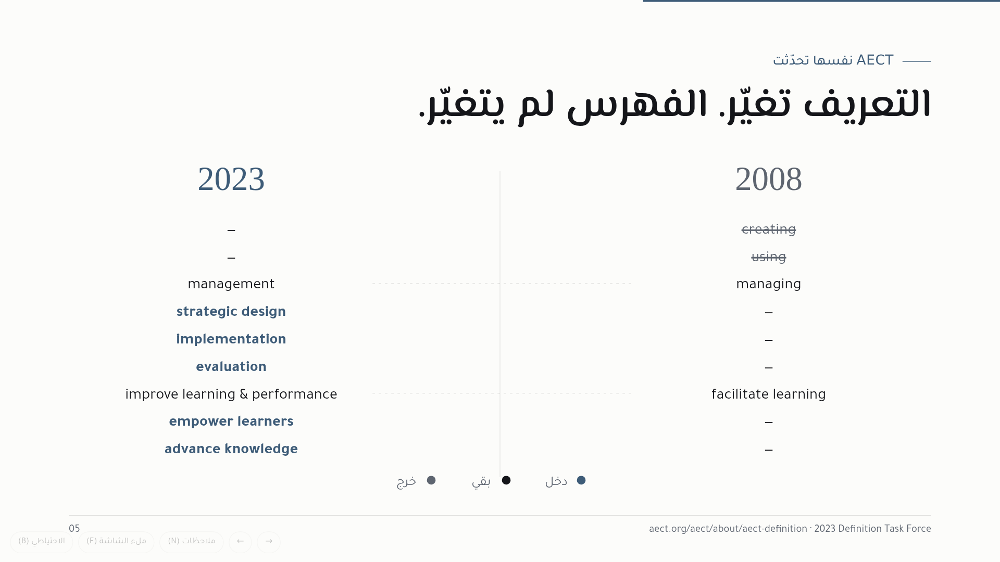 AECT نفسها تحدّثت
التعريف تغيّر. الفهرس لم يتغيّر.
2008
creating
using
managing
–
–
–
facilitate learning
–
–
2023
–
–
management
strategic design
implementation
evaluation
improve learning & performance
empower learners
advance knowledge
دخل
بقي
خرج
aect.org/aect/about/aect-definition · 2023 Definition Task Force
05
→
←
ملاحظات (N)
ملء الشاشة (F)
الاحتياطي (B)